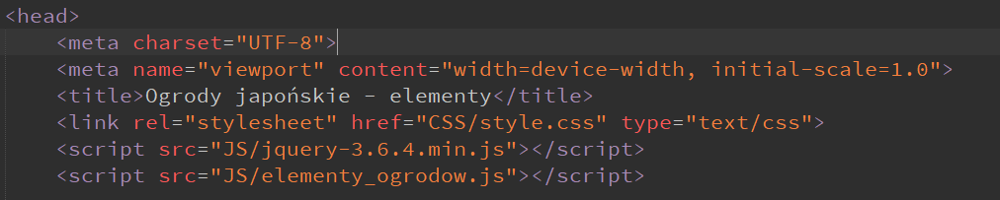 <head>
<meta charset="UTF-8">
<meta name="viewport" content="width=device-width, initial-scale=1.0">
<title>Ogrody japońskie – elementy</title>
<link rel="stylesheet" href="CSS/style.css" type="text/css">
<script src="JS/jquery-3.6.4.min.js"></script>
<script src="JS/elementy_ogrodow.js"></script>